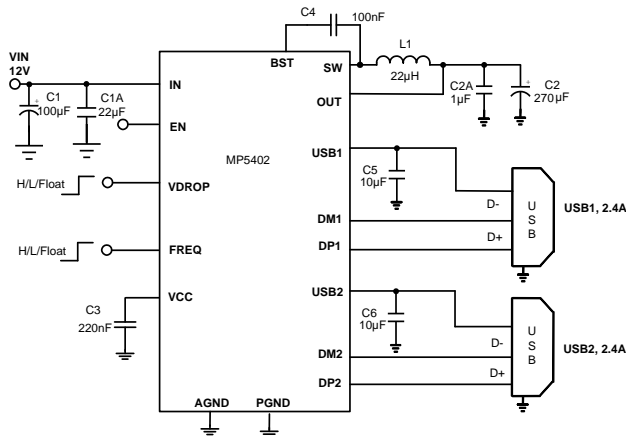 C4
100nF
VIN
12V
BST
SW
L1
22µH
IN
C1
100µF
C1A
22µF
OUT
C2A
1µF
C2
270µF
EN
MP5402
USB1
C5
10µF
H/L/Float
VDROP
D-
USB
USB1, 2.4A
DM1
D+
DP1
H/L/Float
FREQ
VCC
C3
220nF
USB2
C6
10µF
D-
USB
USB2, 2.4A
DM2
D+
DP2
AGND
PGND